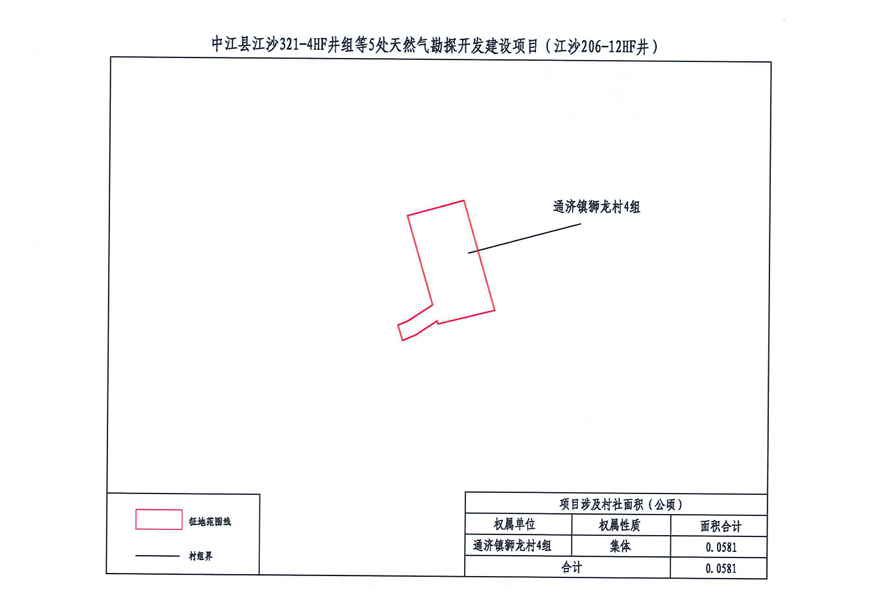 中江县江沙321-4HF井组等5处天然气勘探开发建设项目（江沙206-12HF井）
通济镇狮龙村4组
征地范围线
村组界
项目涉及村社面积（公顷）
权属单位 权属性质 面积合计
通济镇狮龙村4组 集体 0.0581
合计 0.0581